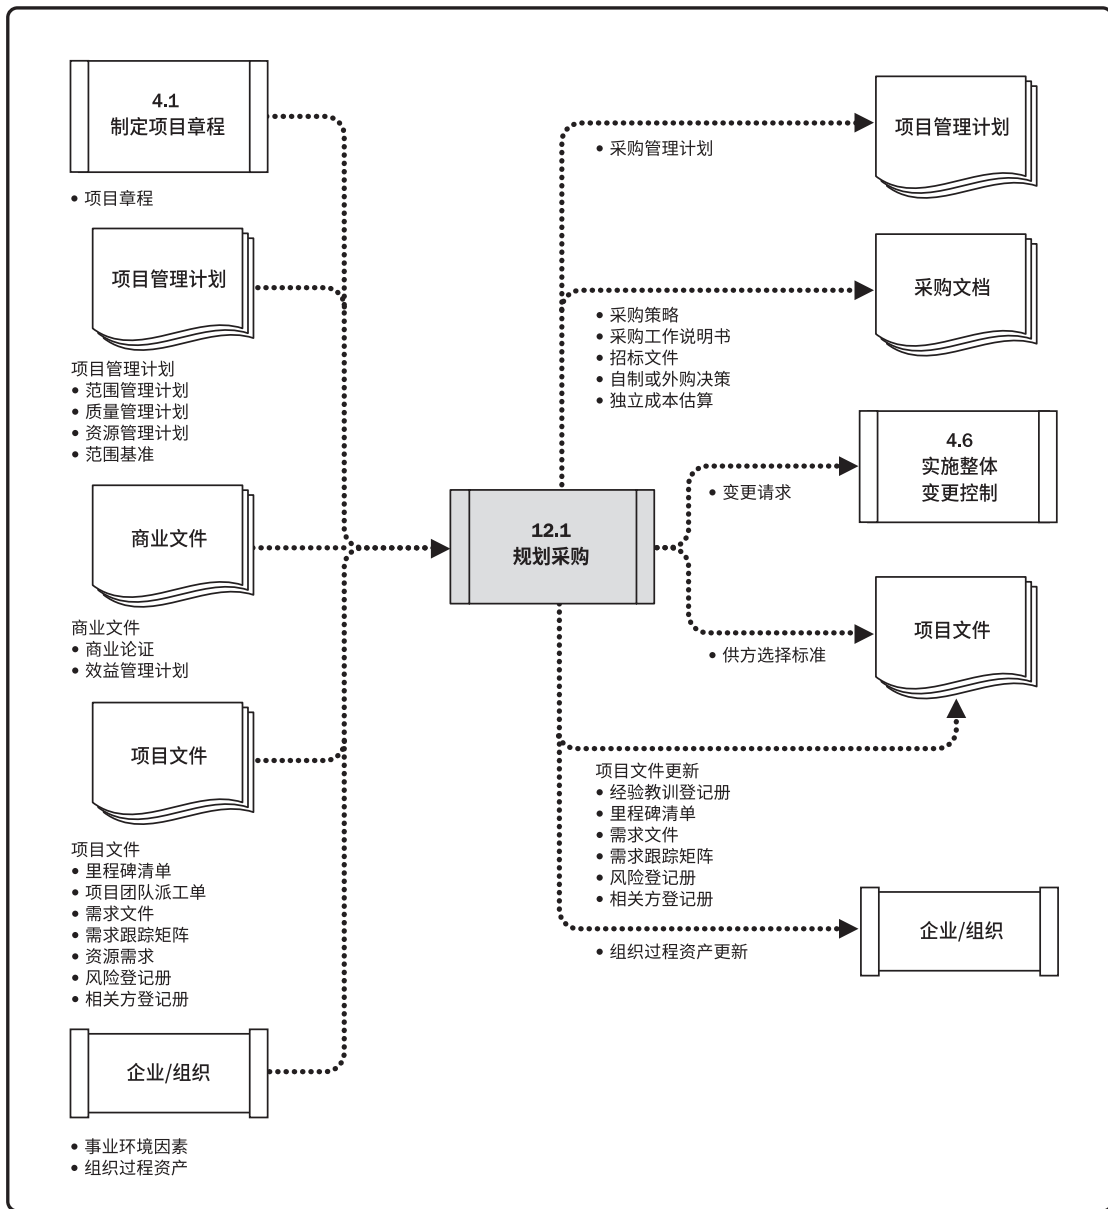 4.1
制定项目章程
• 项目章程
项目管理计划
项目管理计划
• 范围管理计划
• 质量管理计划
• 资源管理计划
• 范围基准
商业文件
商业文件
• 商业论证
• 效益管理计划
项目文件
项目文件
• 里程碑清单
• 项目团队派工单
• 需求文件
• 需求跟踪矩阵
• 资源需求
• 风险登记册
• 相关方登记册
企业/组织
• 事业环境因素
• 组织过程资产
12.1
规划采购
• 采购管理计划
项目管理计划
• 采购策略
• 采购工作说明书
• 招标文件
• 自制或外购决策
• 独立成本估算
采购文档
• 变更请求
4.6
实施整体
变更控制
• 供方选择标准
项目文件
项目文件更新
• 经验教训登记册
• 里程碑清单
• 需求文件
• 需求跟踪矩阵
• 风险登记册
• 相关方登记册
• 组织过程资产更新
企业/组织